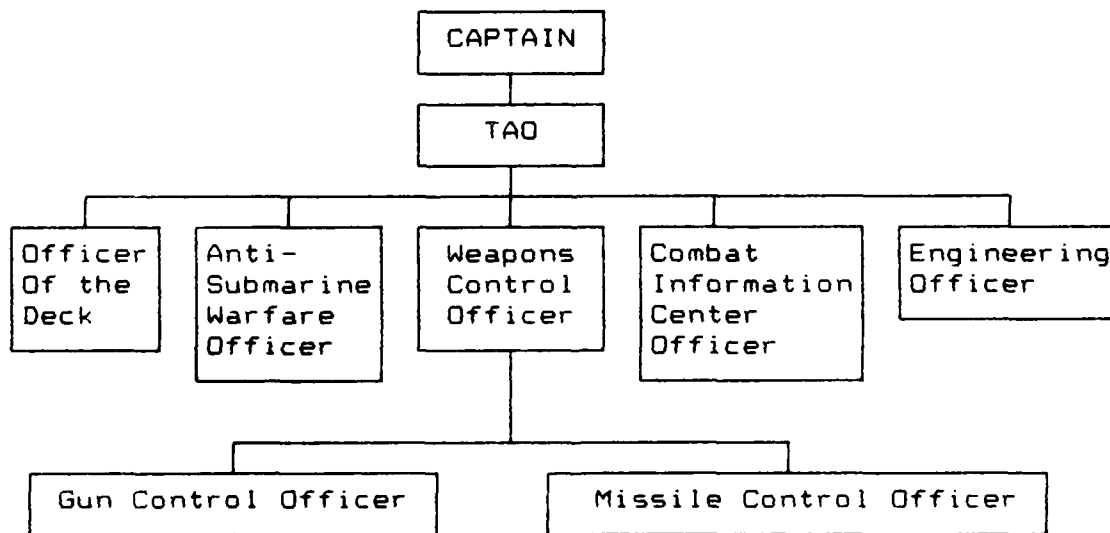 CAPTAIN
TAO
Officer
Of the
Deck
Anti-
Submarine
Warfare
Officer
Weapons
Control
Officer
Combat
Information
Center
Officer
Engineering
Officer
Gun Control Officer
Missile Control Officer